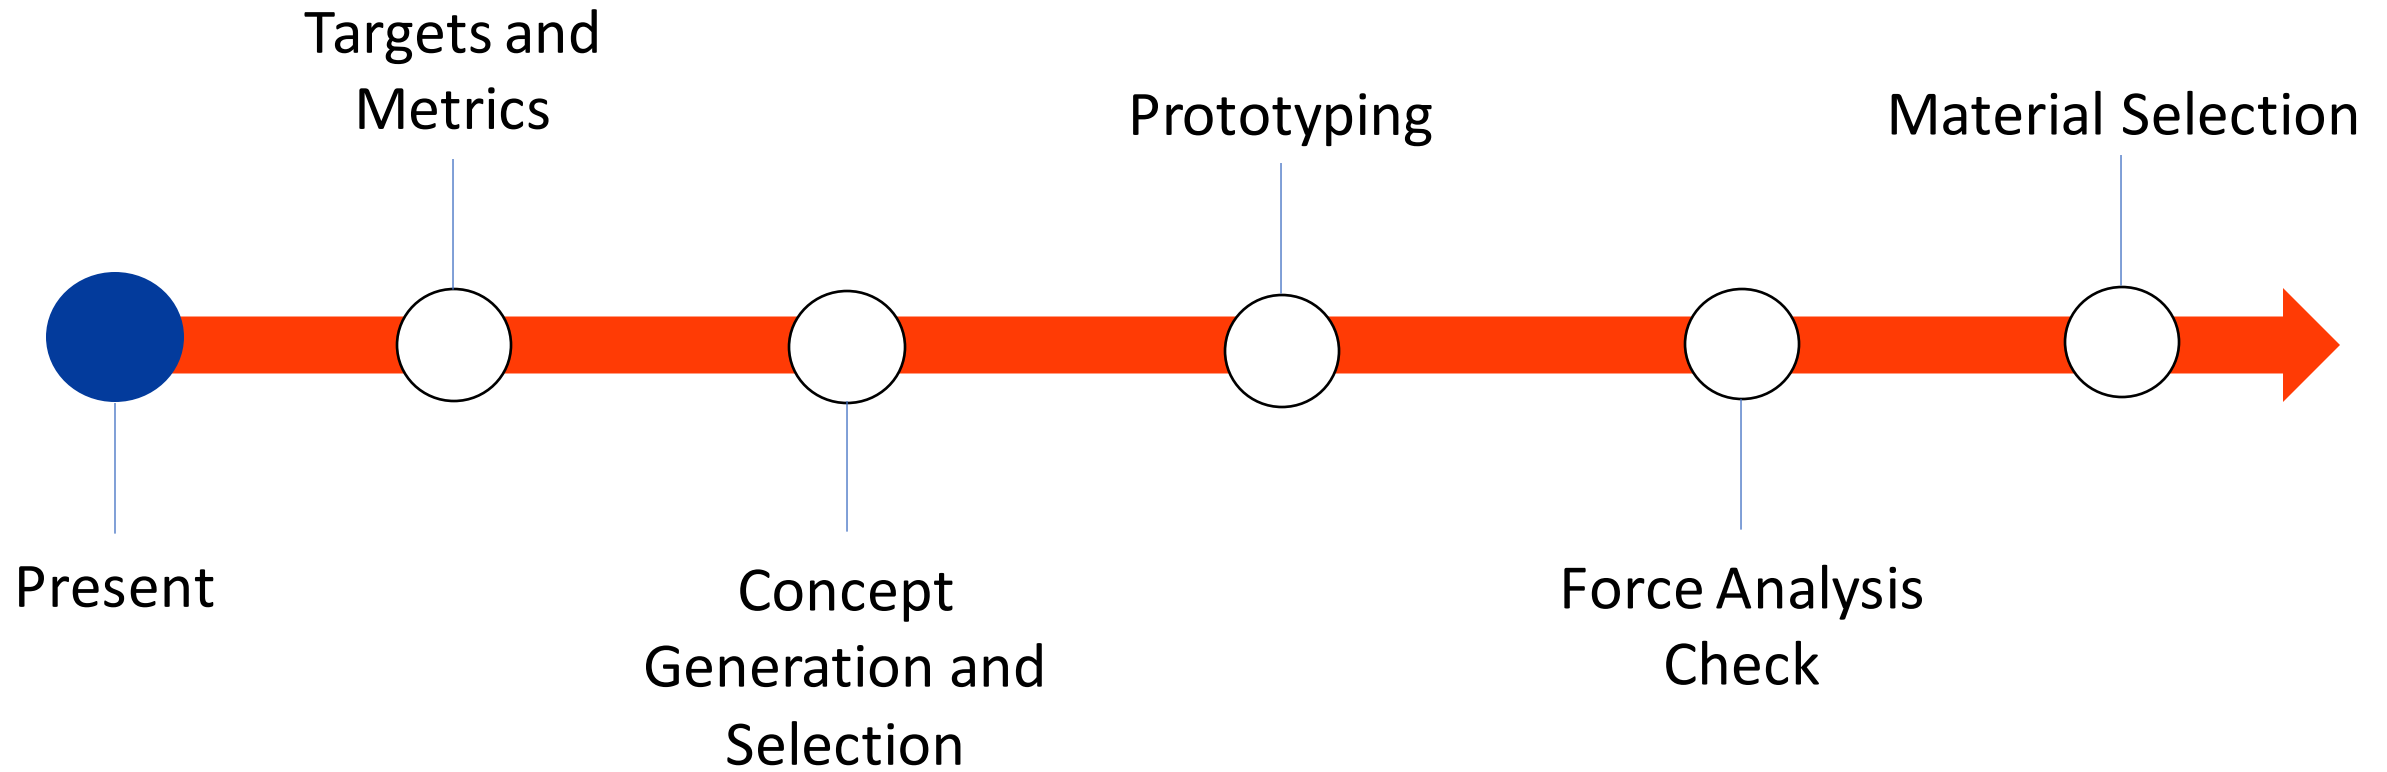 Targets and
Metrics
Prototyping
Material Selection
Present
Concept
Generation and
Selection
Force Analysis
Check